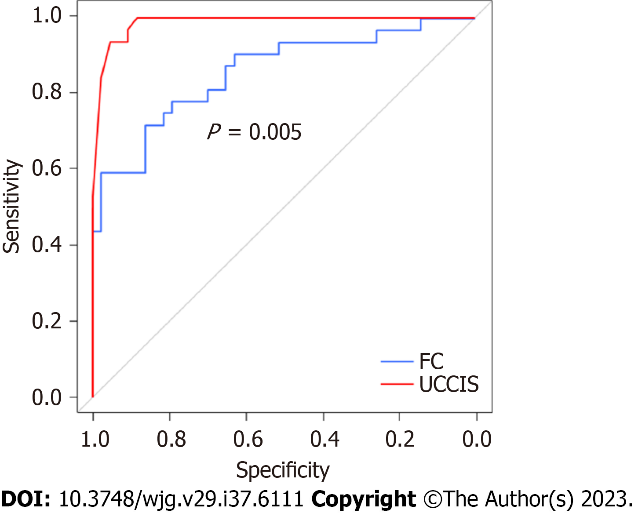 1.0
0.8
0.6
0.4
0.2
0.0
Sensitivity
P = 0.005
FC
UCCIS
1.0 0.8 0.6 0.4 0.2 0.0
Specificity
DOI: 10.3748/wjg.v29.i37.6111 Copyright ©The Author(s) 2023.